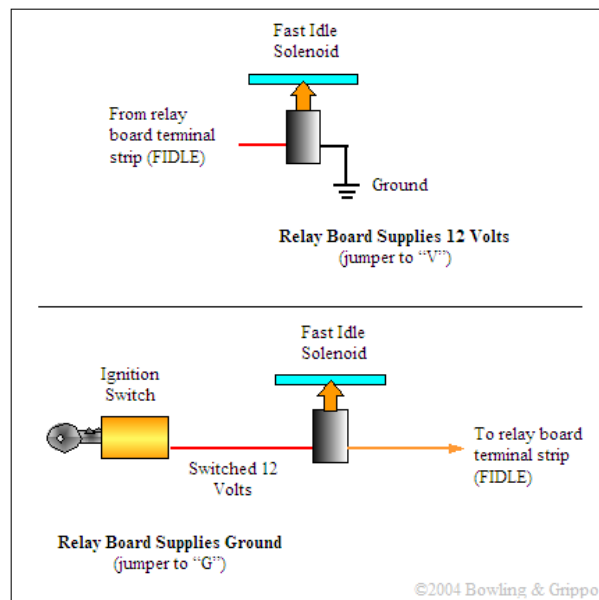 Fast Idle
Solenoid
From relay
board terminal
strip (FIDLE)
Ground
Relay Board Supplies 12 Volts
(jumper to “V”)
Fast Idle
Solenoid
Ignition
Switch
Switched 12
Volts
To relay board
terminal strip
(FIDLE)
Relay Board Supplies Ground
(jumper to “G”)
©2004 Bowling & Grippo